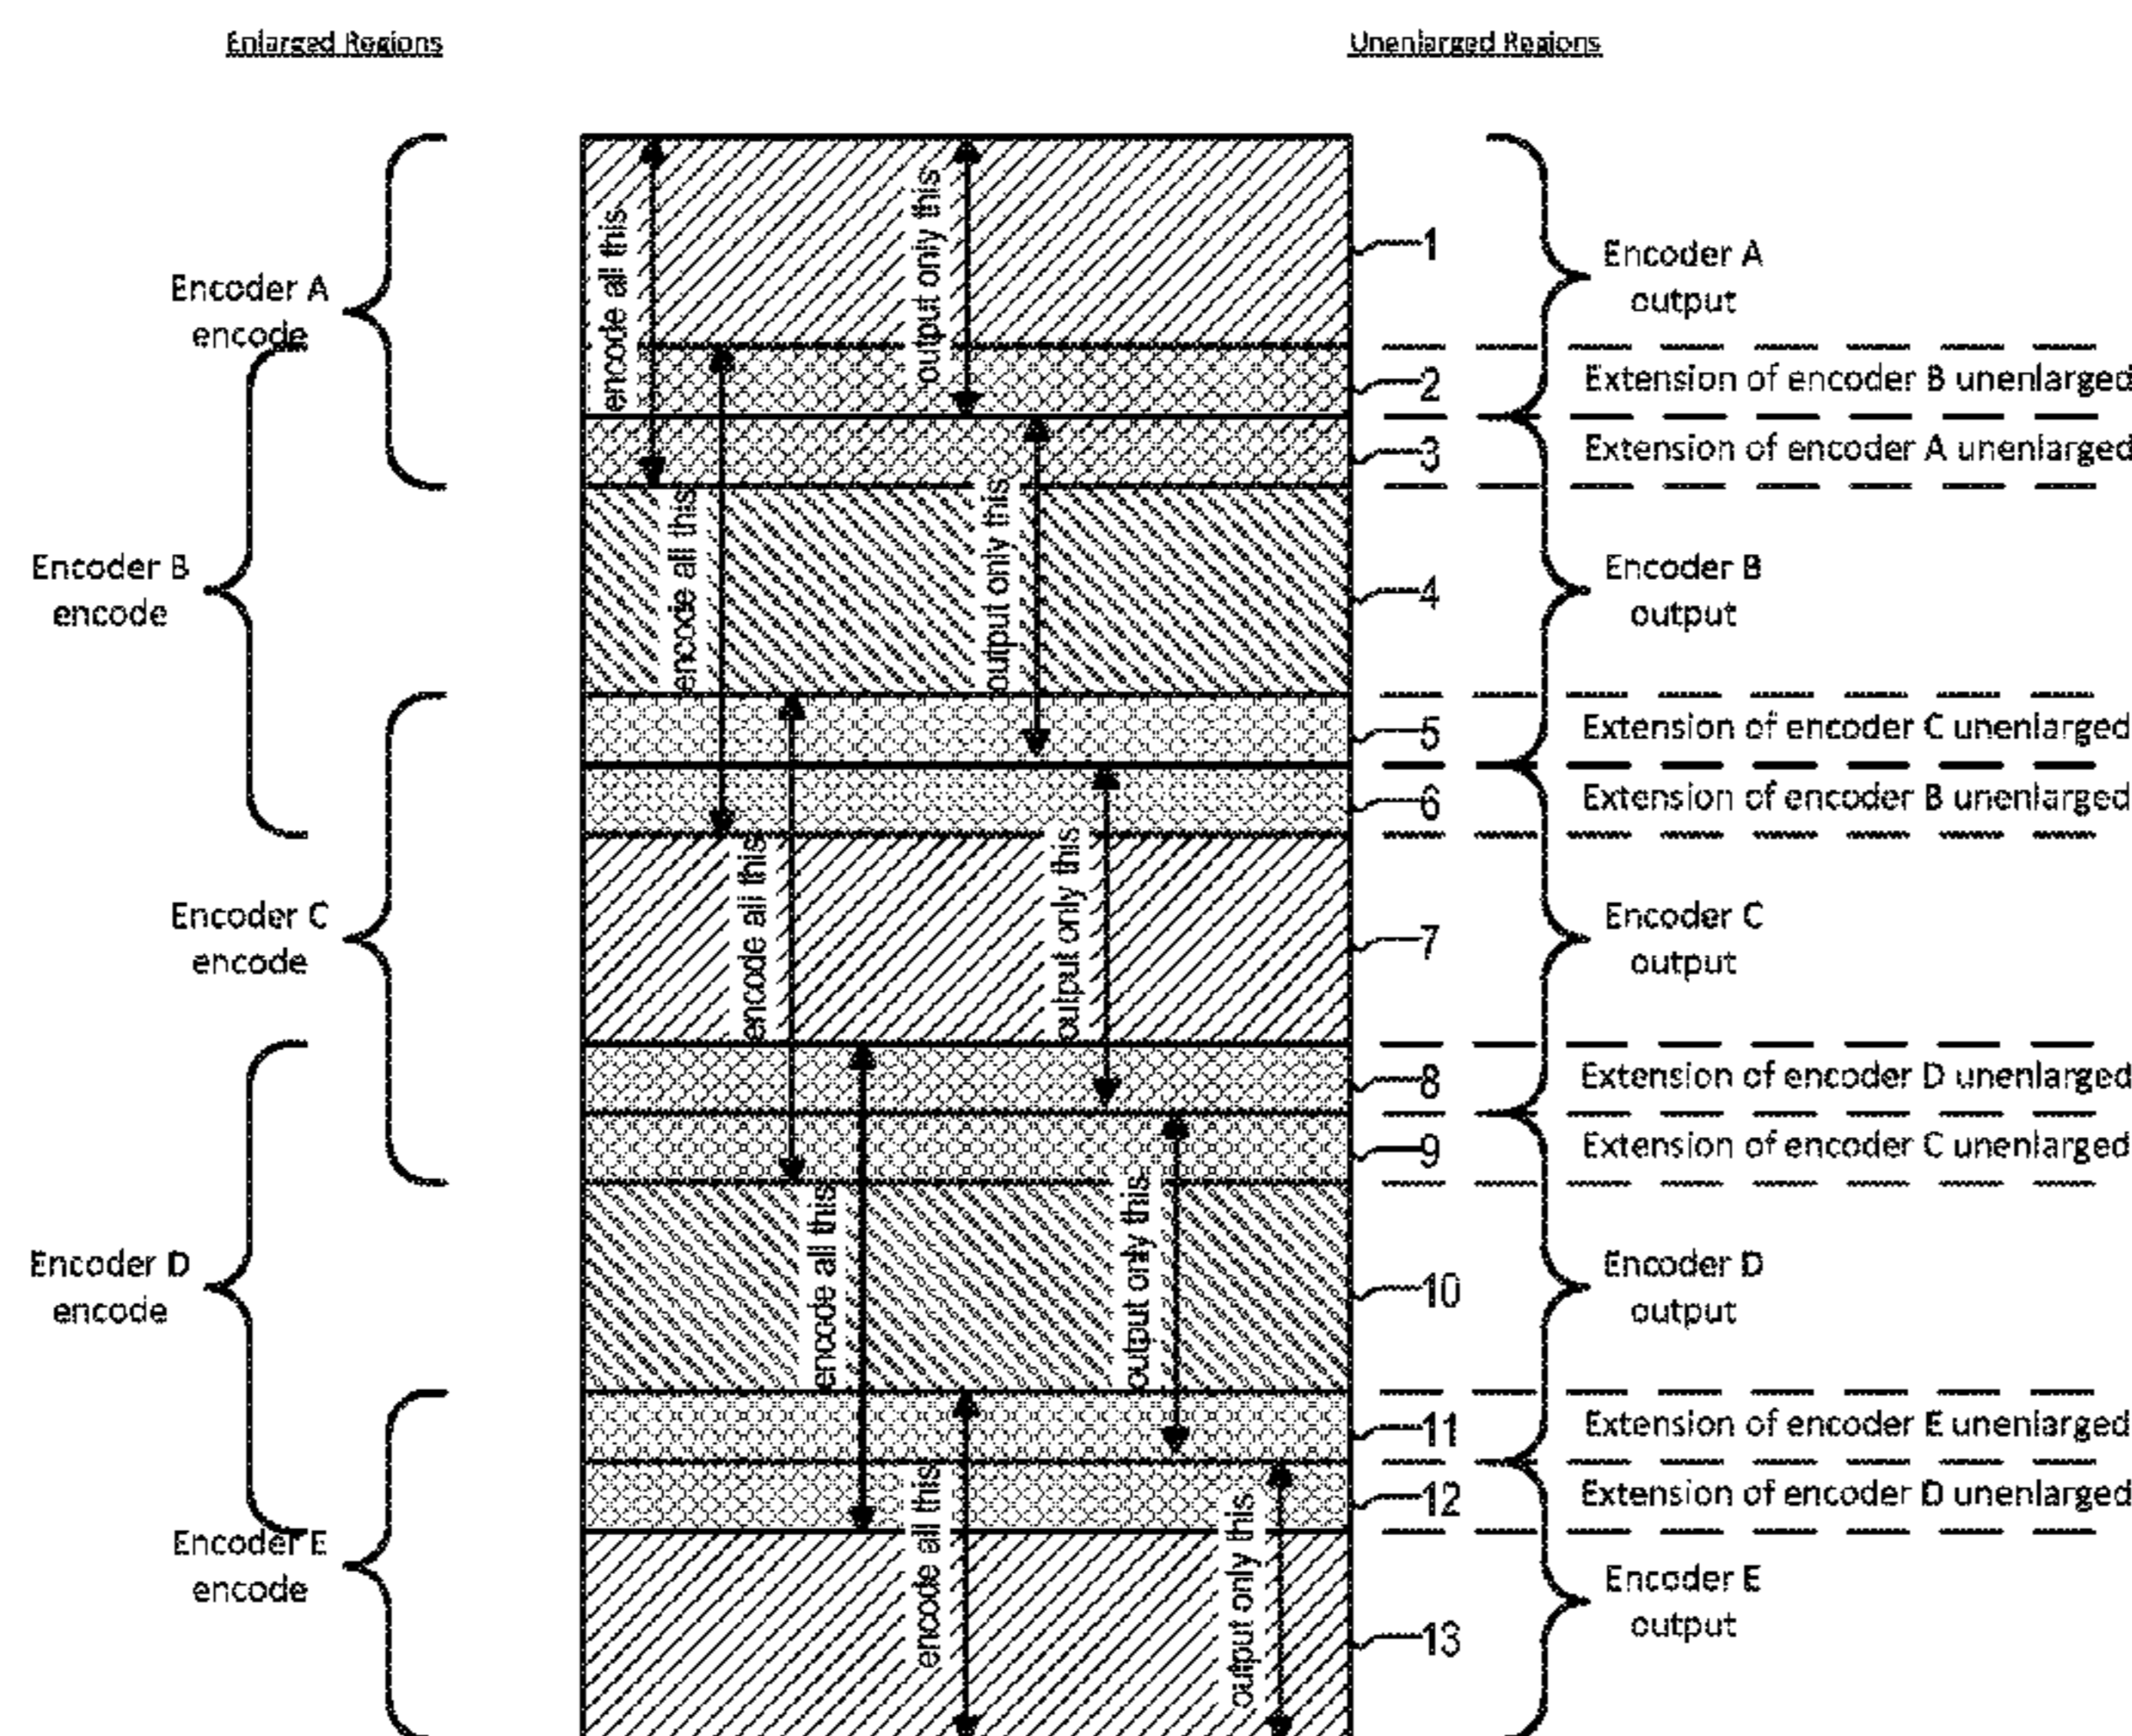 Enlarged Regions
Unenlarged Regions
encode all this
output only this
1
Encoder A
output
Encoder A
encode
2
Extension of encoder B unenlarged
3
Extension of encoder A unenlarged
encode all this
output only this
Encoder B
encode
4
Encoder B
output
5
Extension of encoder C unenlarged
6
Extension of encoder B unenlarged
encode all this
output only this
Encoder C
encode
7
Encoder C
output
8
Extension of encoder D unenlarged
9
Extension of encoder C unenlarged
encode all this
output only this
Encoder D
encode
10
Encoder D
output
11
Extension of encoder E unenlarged
12
Extension of encoder D unenlarged
encode all this
output only this
Encoder E
encode
13
Encoder E
output